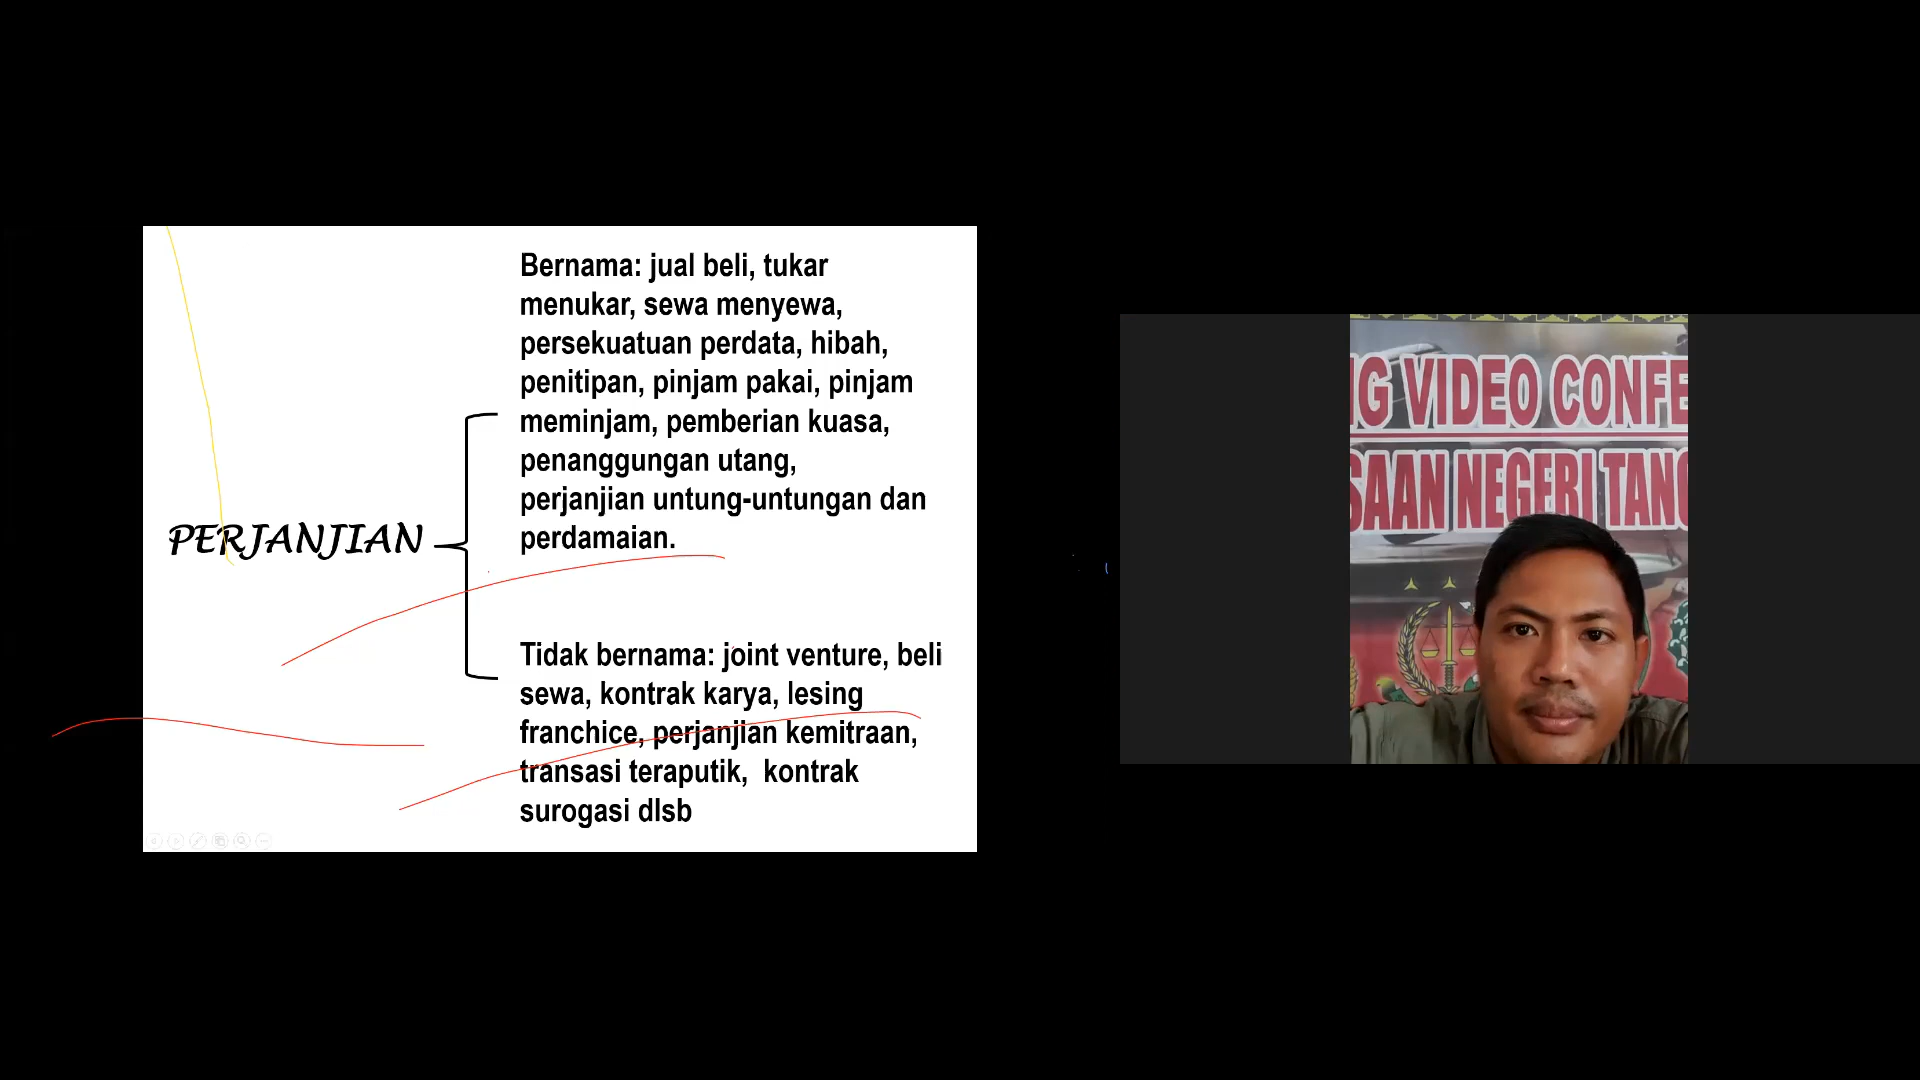 Bernama: jual beli, tukar
menukar, sewa menyewa,
persekuatuan perdata, hibah,
penitipan, pinjam pakai, pinjam
meminjam, pemberian kuasa,
penanggungan utang,
perjanjian untung-untungan dan
perdamaian.
PERJANJIAN
Tidak bernama: joint venture, beli
sewa, kontrak karya, lesing
franchice, perjanjian kemitraan,
transasi teraputik, kontrak
surogasi dlsb
NG VIDEO CONFE
SAAN NEGERI TANG